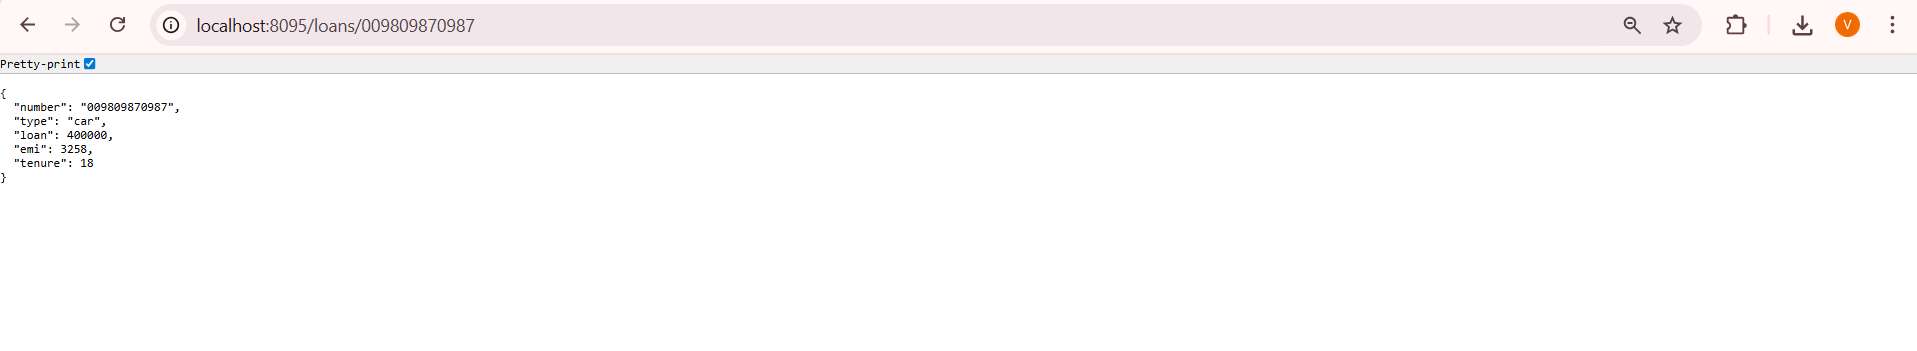 localhost:8095/loans/009809870987
V
Pretty-print
{
  "number": "009809870987",
  "type": "car",
  "loan": 400000,
  "emi": 3258,
  "tenure": 18
}